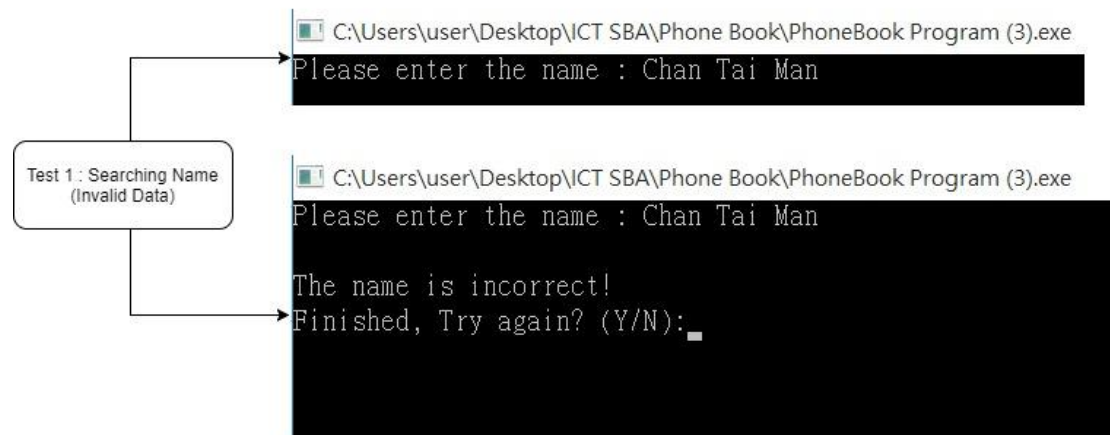 C:\Users\user\Desktop\ICT SBA\Phone Book\PhoneBook Program (3).exe
Please enter the name : Chan Tai Man
Test 1 : Searching Name
(Invalid Data)
C:\Users\user\Desktop\ICT SBA\Phone Book\PhoneBook Program (3).exe
Please enter the name : Chan Tai Man
The name is incorrect!
Finished, Try again? (Y/N):